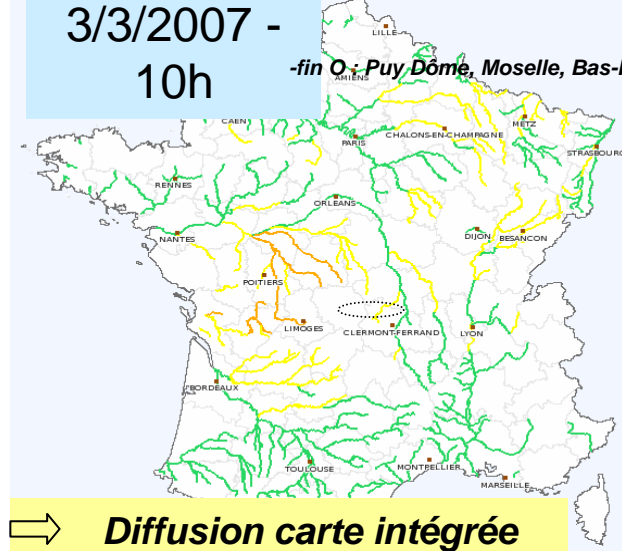 3/3/2007 -
10h
-fin O : Puy Dôme, Moselle, Bas-
LILLE
AMIENS
CAEN
PARIS
CHALONS-EN-CHAMPAGNE
METZ
STRASBOURG
RENNES
ORLEANS
NANTES
DIJON
BESANCON
POITIERS
LIMOGES
CLERMONT-FERRAND
LYON
BORDEAUX
TOULOUSE
MONTPELLIER
MARSEILLE
Diffusion carte intégrée